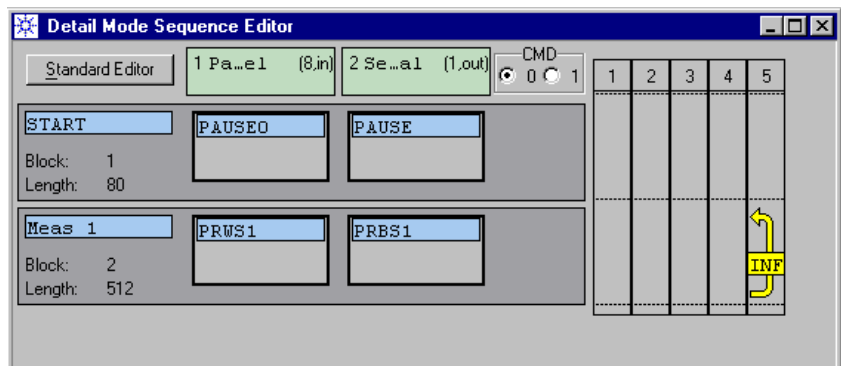 Detail Mode Sequence Editor
Standard Editor
1 Pa…el (8,in)
2 Se…al (1,out)
CMD
0 1
1 2 3 4 5
START
PAUSE0
PAUSE
Block: 1
Length: 80
Meas 1
PRWS1
PRBS1
Block: 2
Length: 512
INF